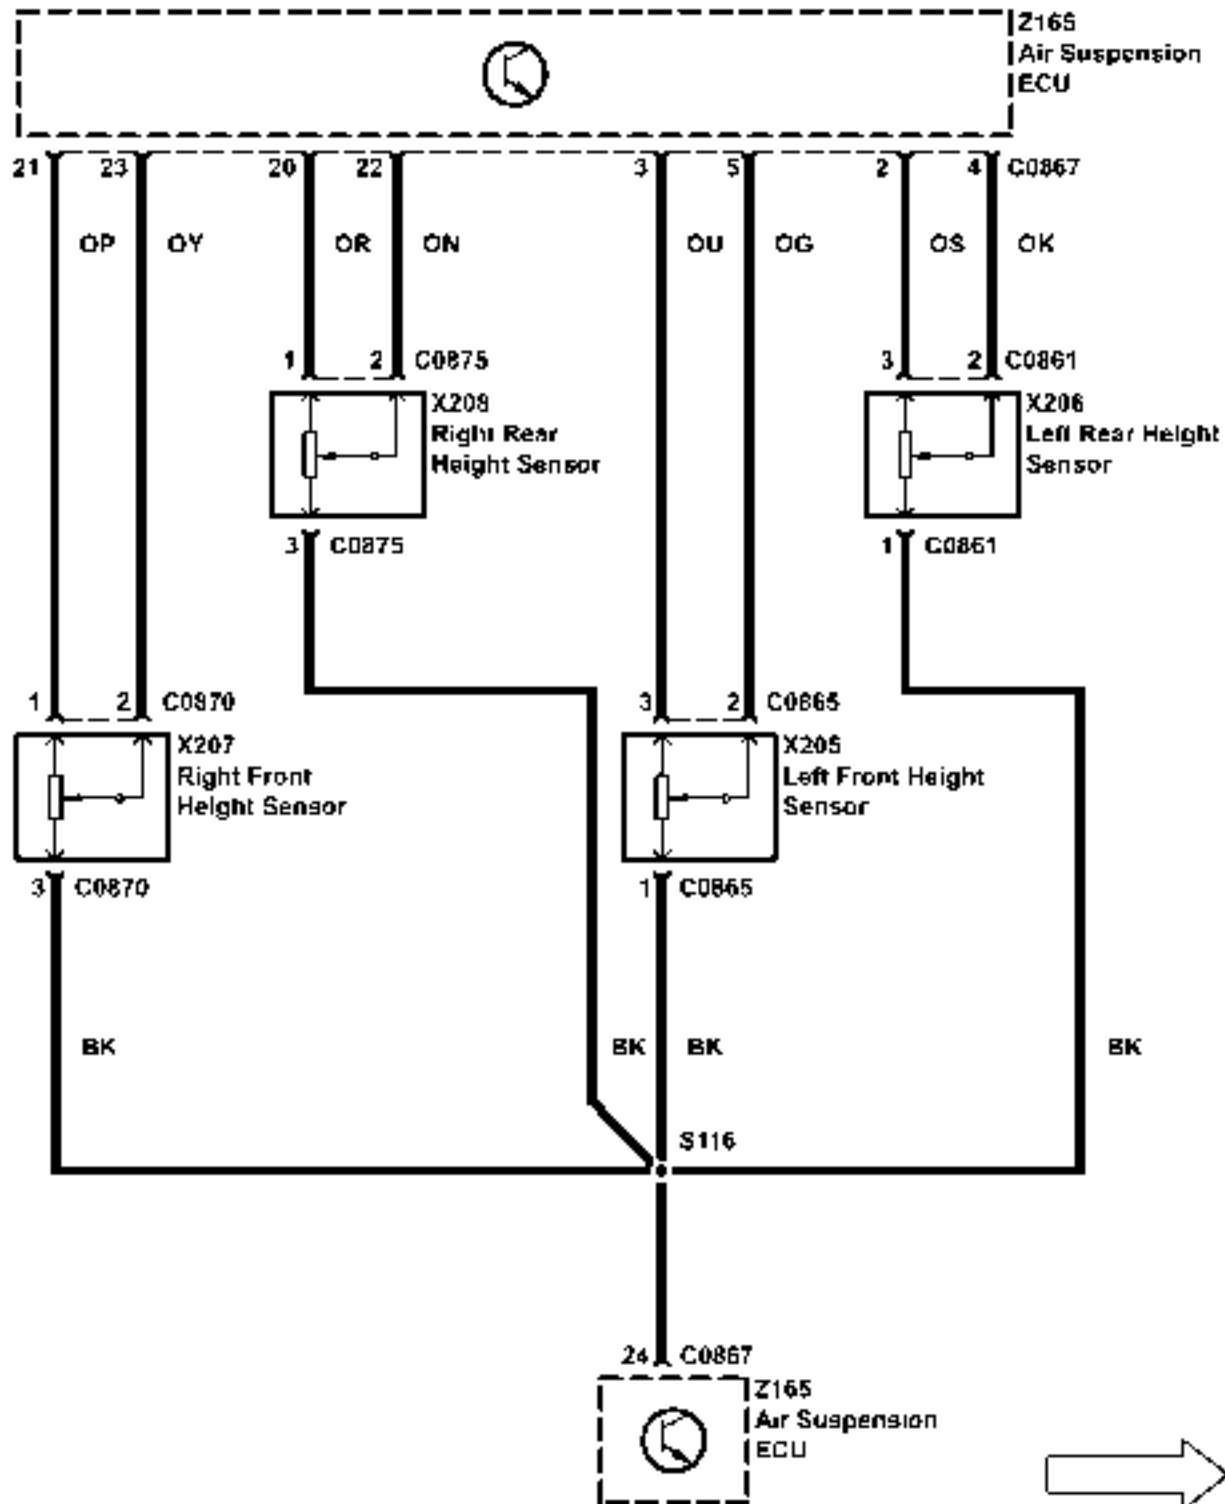 Z165
Air Suspension
ECU
21 23 20 22 3 5 2 4 C0867
OP OY OR ON OU OG OS OK
1 2 C0875 3 2 C0861
X208
Right Rear
Height Sensor
X206
Left Rear Height
Sensor
3 C0875 1 C0861
1 2 C0870 3 2 C0865
X207
Right Front
Height Sensor
X205
Left Front Height
Sensor
3 C0870 1 C0865
BK BK BK BK
S116
24 C0867
Z165
Air Suspension
ECU